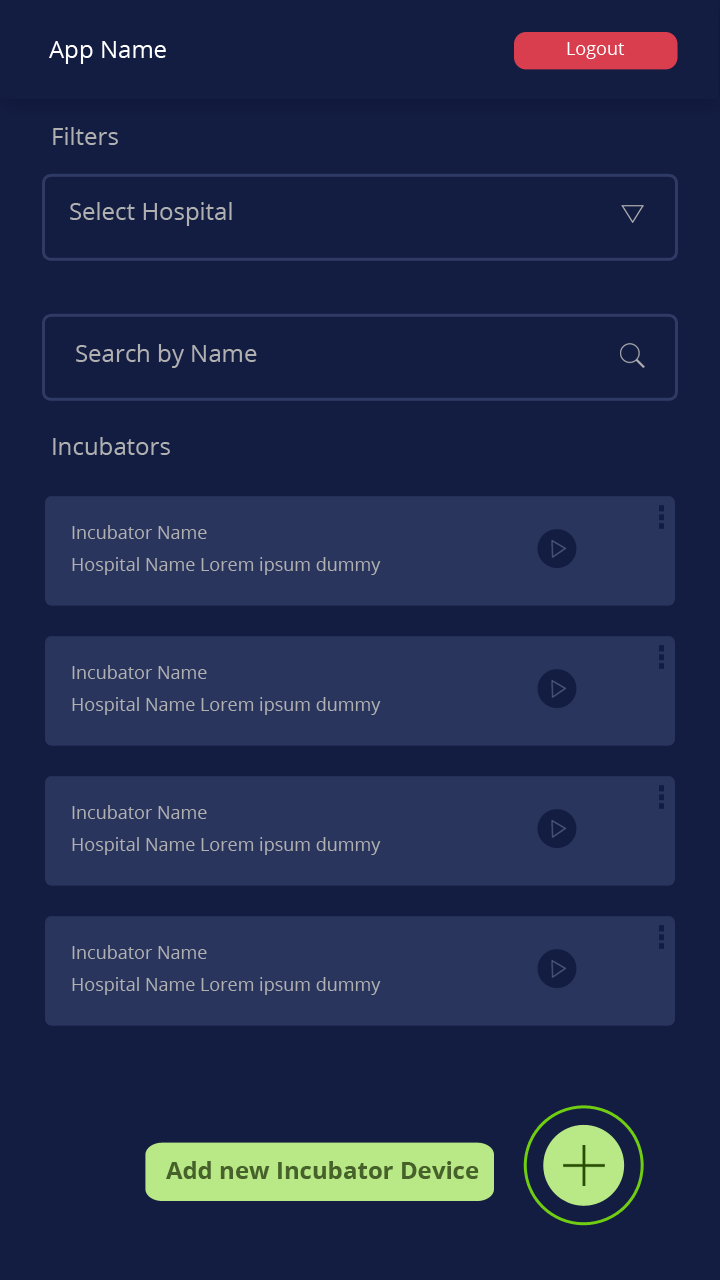 App Name
Logout
Filters
Select Hospital
Search by Name
Incubators
Incubator Name
Hospital Name Lorem ipsum dummy
Incubator Name
Hospital Name Lorem ipsum dummy
Incubator Name
Hospital Name Lorem ipsum dummy
Incubator Name
Hospital Name Lorem ipsum dummy
Add new Incubator Device